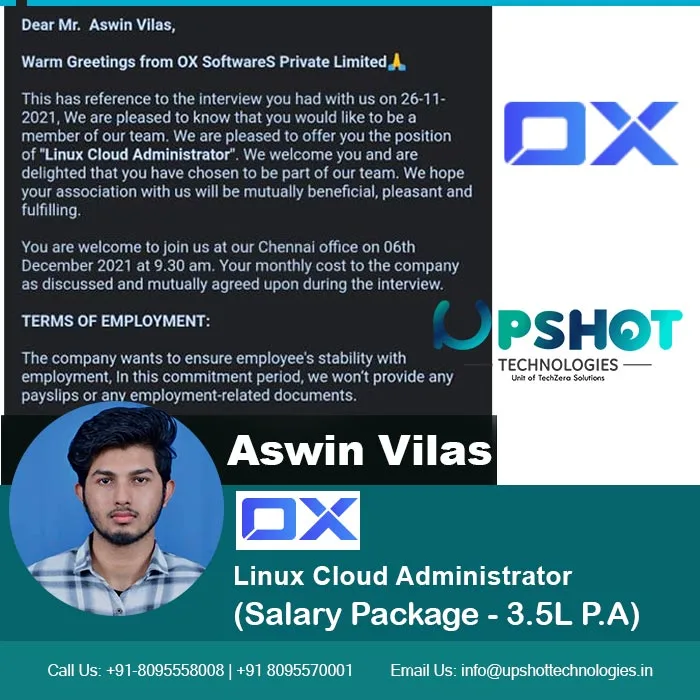 Dear Mr.  Aswin Vilas,
Warm Greetings from OX SoftwareS Private Limited🙏
This has reference to the interview you had with us on 26-11-
2021, We are pleased to know that you would like to be a
member of our team. We are pleased to offer you the position
of "Linux Cloud Administrator". We welcome you and are
delighted that you have chosen to be part of our team. We hope
your association with us will be mutually beneficial, pleasant and
fulfilling.
You are welcome to join us at our Chennai office on 06th
December 2021 at 9.30 am. Your monthly cost to the company
as discussed and mutually agreed upon during the interview.
TERMS OF EMPLOYMENT:
The company wants to ensure employee's stability with
employment, In this commitment period, we won't provide any
payslips or any employment-related documents.
OX
UPSHOT
TECHNOLOGIES
Unit of TechZera Solutions
Aswin Vilas
OX
Linux Cloud Administrator
(Salary Package - 3.5L P.A)
Call Us: +91-8095558008 | +91 8095570001
Email Us: info@upshottechnologies.in